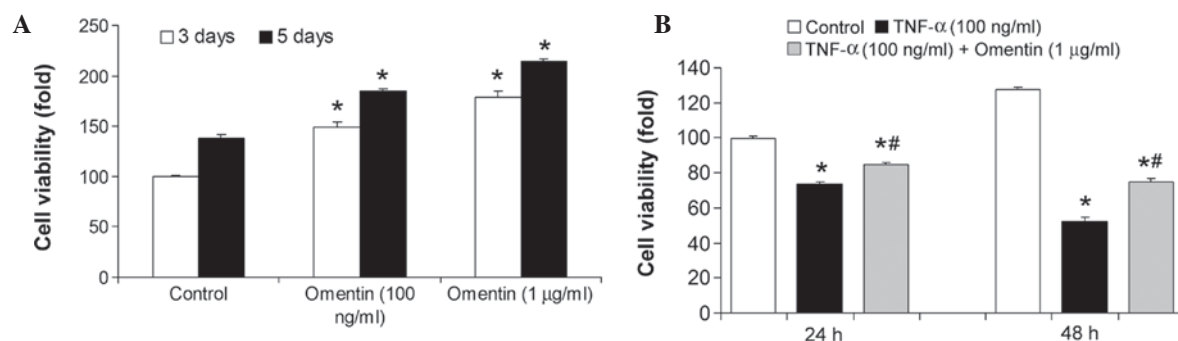 A
3 days 5 days
Cell viability (fold)
250
200
150
100
50
0
* * * *
Control
Omentin (100
ng/ml)
Omentin (1 μg/ml)
B
Control TNF-α (100 ng/ml)
TNF-α (100 ng/ml) + Omentin (1 μg/ml)
Cell viability (fold)
140
120
100
80
60
40
20
0
* *# * *#
24 h 48 h